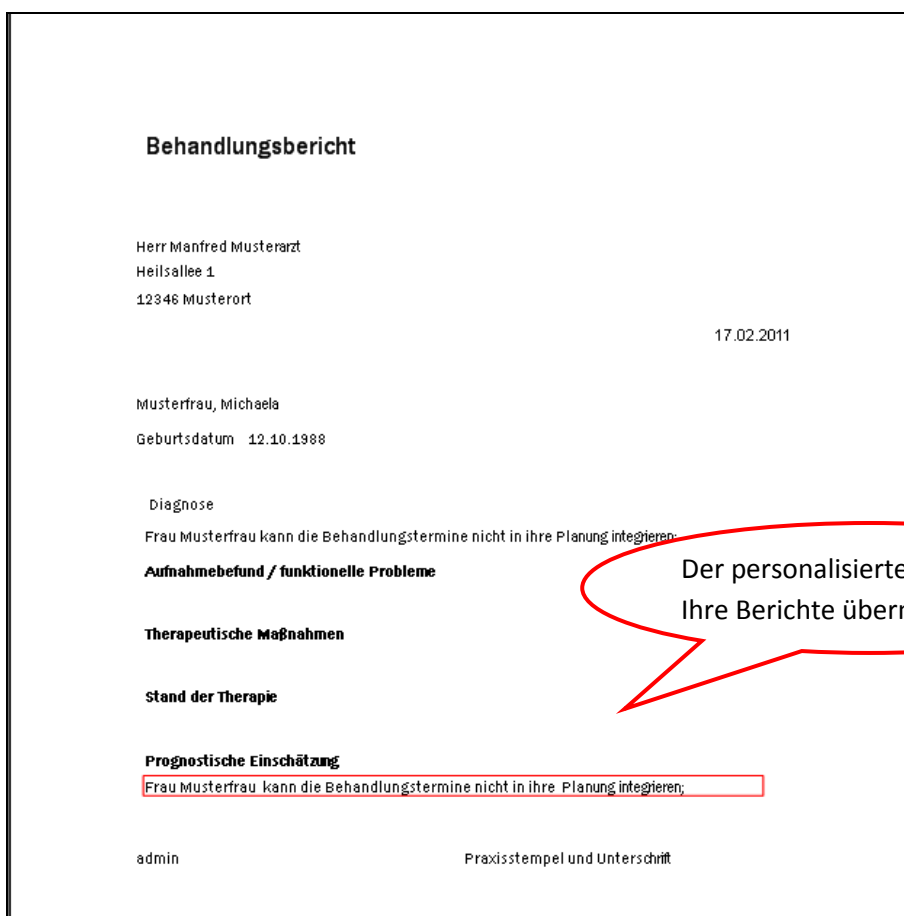 Behandlungsbericht
Herr Manfred Musterarzt
Heilsallee 1
12346 Musterort
17.02.2011
Musterfrau, Michaela
Geburtsdatum 12.10.1988
Diagnose
Frau Musterfrau kann die Behandlungstermine nicht in ihre Planung integrieren;
Aufnahmebefund / funktionelle Probleme
Der personalisierte
Ihre Berichte
Therapeutische Maßnahmen
Stand der Therapie
Prognostische Einschätzung
Frau Musterfrau kann die Behandlungstermine nicht in ihre Planung integrieren;
admin Praxisstempel und Unterschrift